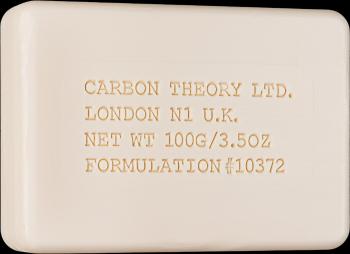 CARBON THEORY LTD.
LONDON N1 U.K.
NET WT 100G/3.5OZ
FORMULATION #10372